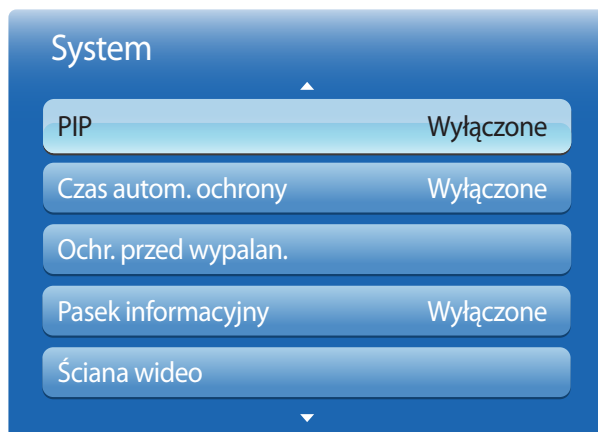 System
PIP Wyłączone
Czas autom. ochrony Wyłączone
Ochr. przed wypalan.
Pasek informacyjny Wyłączone
Ściana wideo